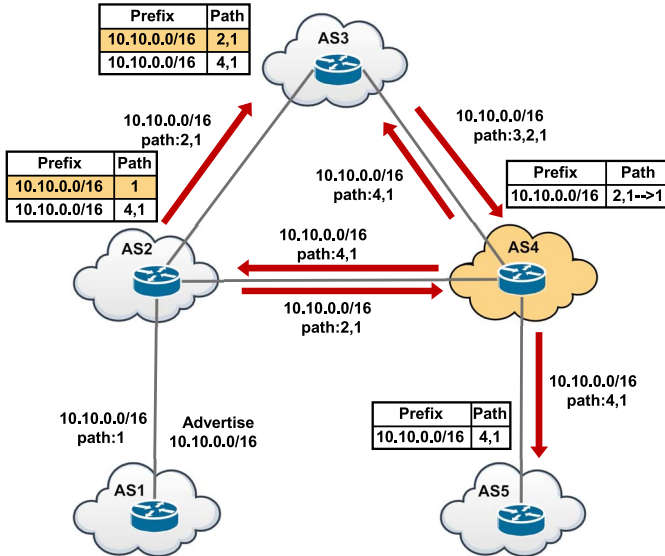 Prefix Path
10.10.0.0/16 2,1
10.10.0.0/16 4,1
AS3
10.10.0.0/16
path:2,1
10.10.0.0/16
path:3,2,1
Prefix Path
10.10.0.0/16 1
10.10.0.0/16 4,1
10.10.0.0/16
path:4,1
Prefix Path
10.10.0.0/16 2,1-->1
AS2
10.10.0.0/16
path:4,1
AS4
10.10.0.0/16
path:2,1
10.10.0.0/16
path:1
Advertise
10.10.0.0/16
Prefix Path
10.10.0.0/16 4,1
10.10.0.0/16
path:4,1
AS1
AS5